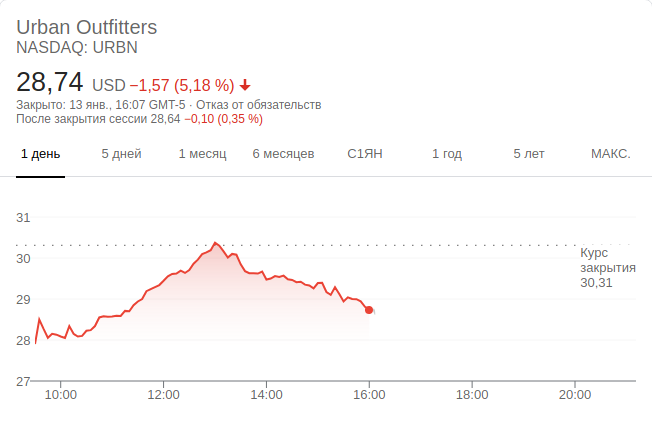 Urban Outfitters
NASDAQ: URBN
28,74 USD −1,57 (5,18 %)
Закрыто: 13 янв., 16:07 GMT-5 · Отказ от обязательств
После закрытия сессии 28,64 −0,10 (0,35 %)
1 день 5 дней 1 месяц 6 месяцев С1ЯН 1 год 5 лет МАКС.
31
30
29
28
27
Курс
закрытия
30,31
10:00 12:00 14:00 16:00 18:00 20:00